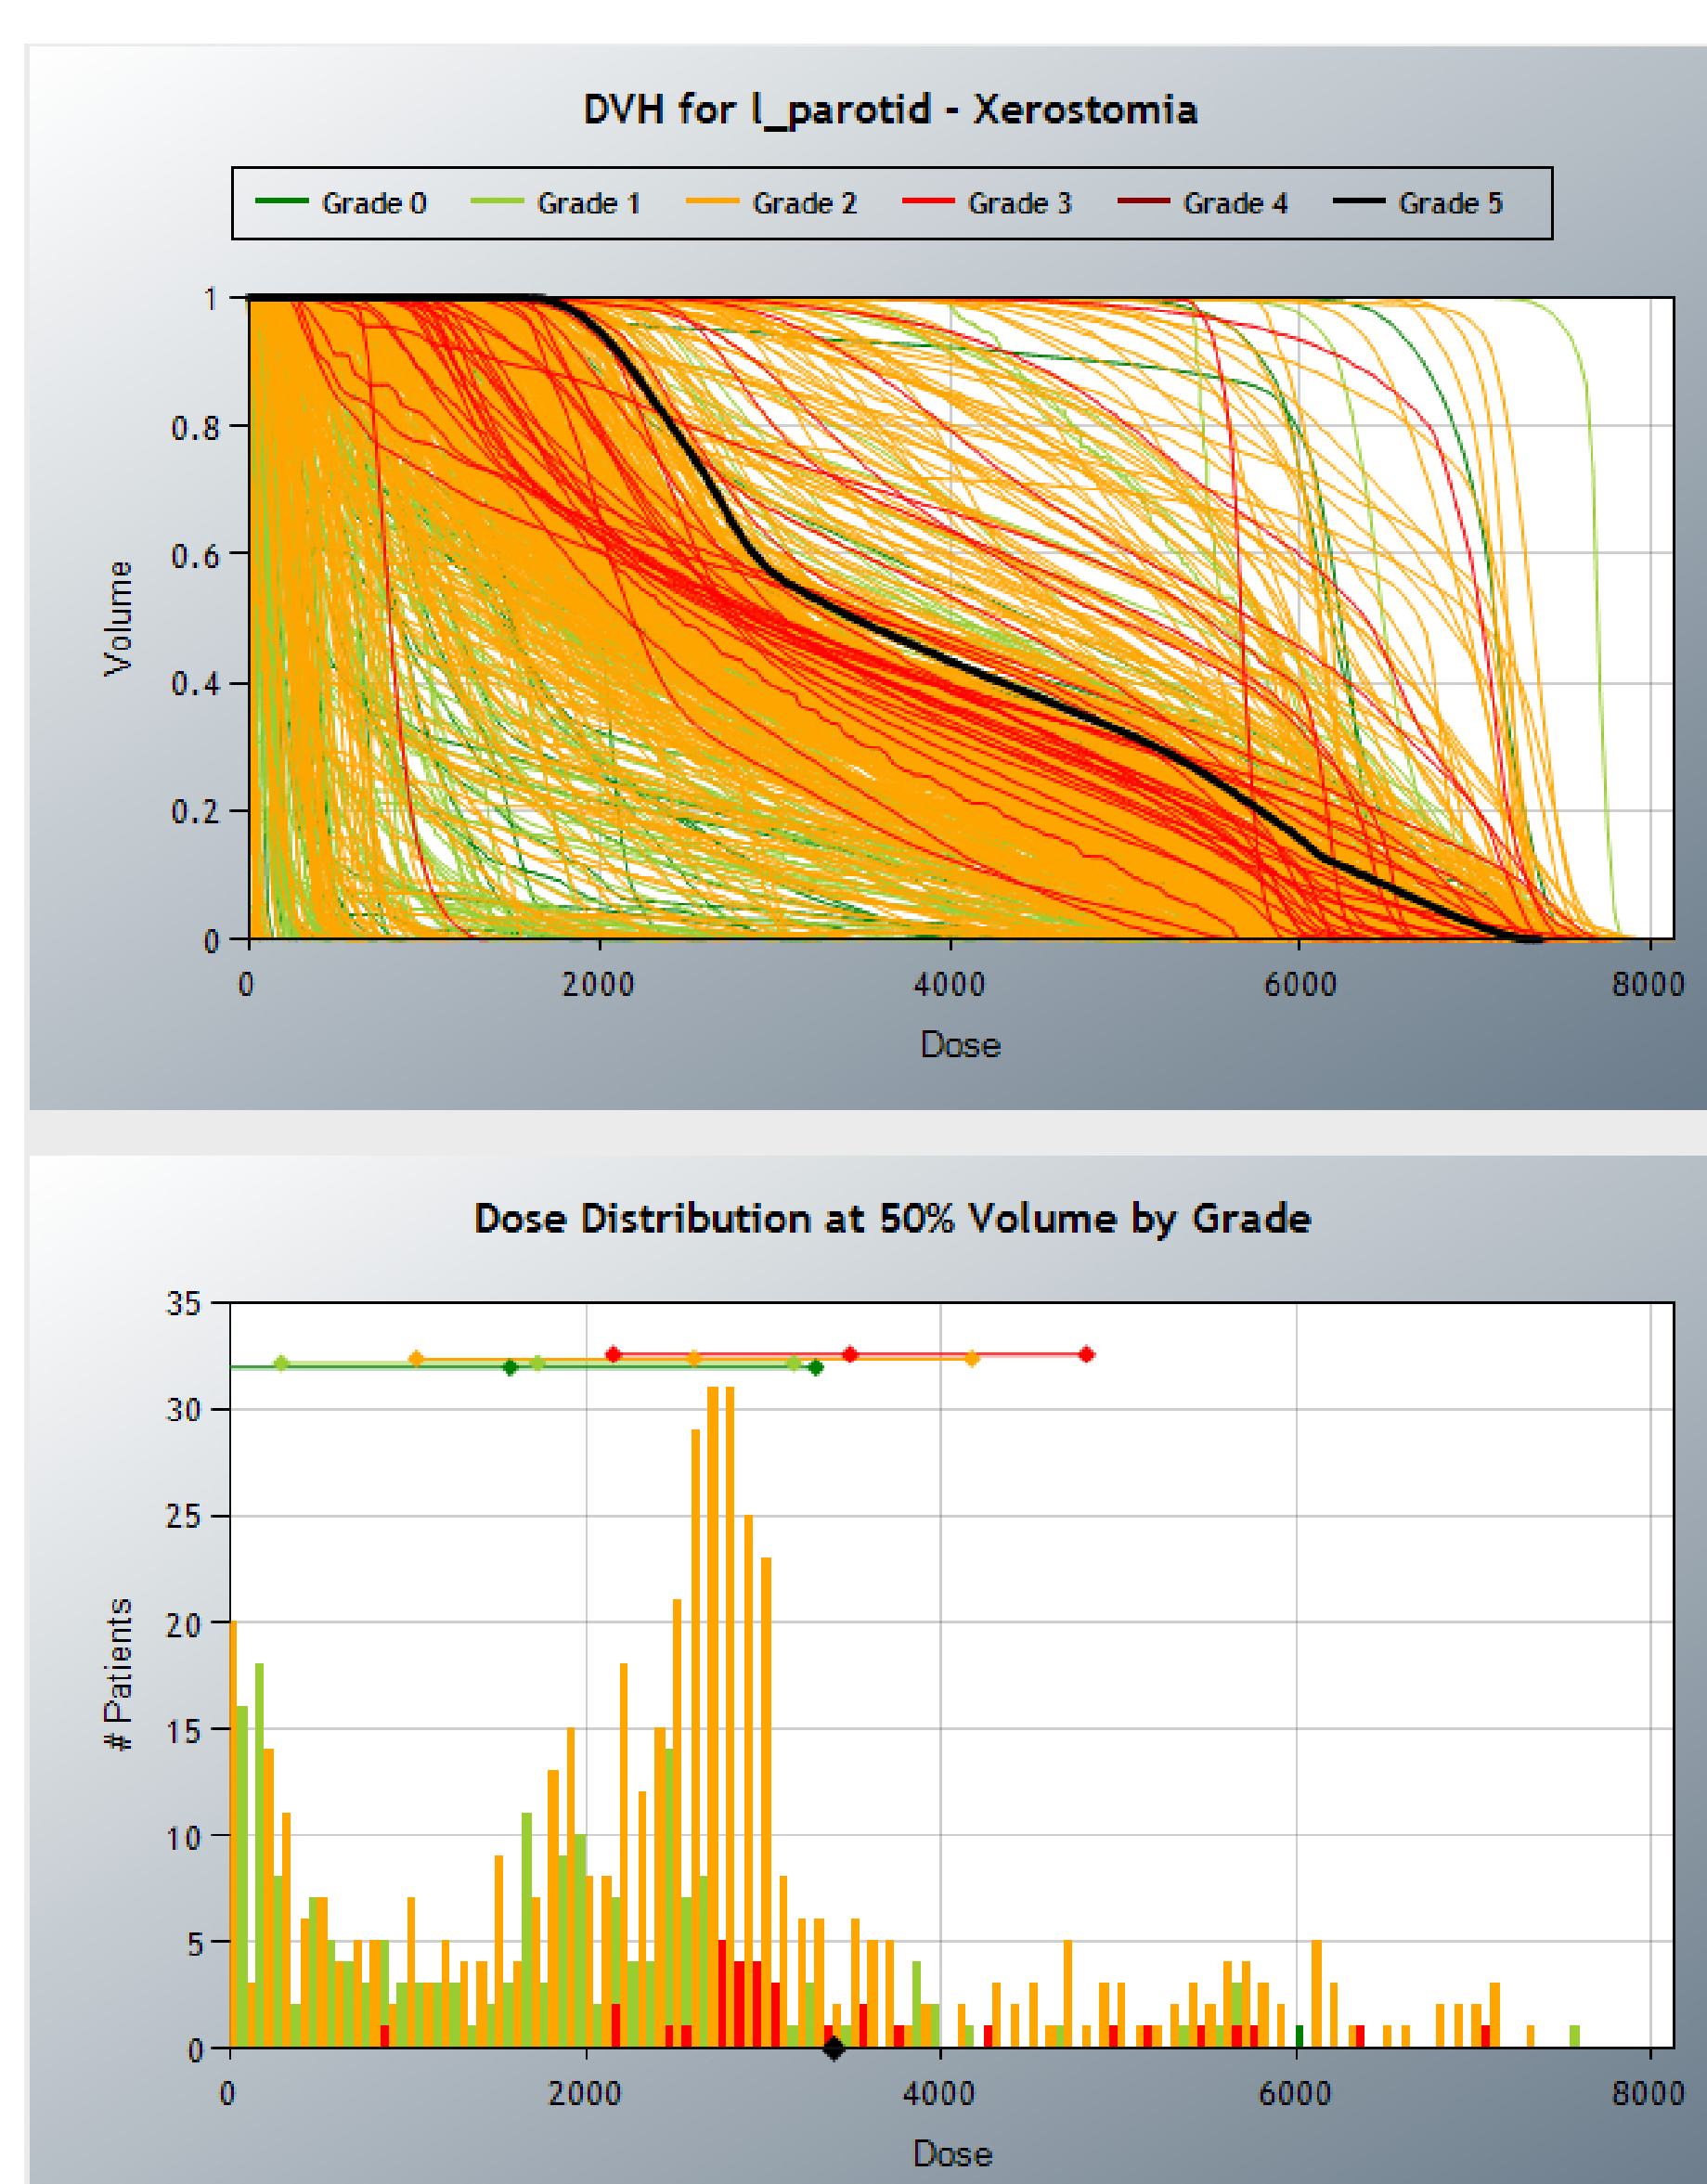 DVH for l_parotid - Xerostomia
Grade 0 Grade 1 Grade 2 Grade 3 Grade 4 Grade 5
1
0.8
0.6
0.4
0.2
0
Volume
0 2000 4000 6000 8000
Dose
Dose Distribution at 50% Volume by Grade
35
30
25
20
15
10
5
0
# Patients
0 2000 4000 6000 8000
Dose